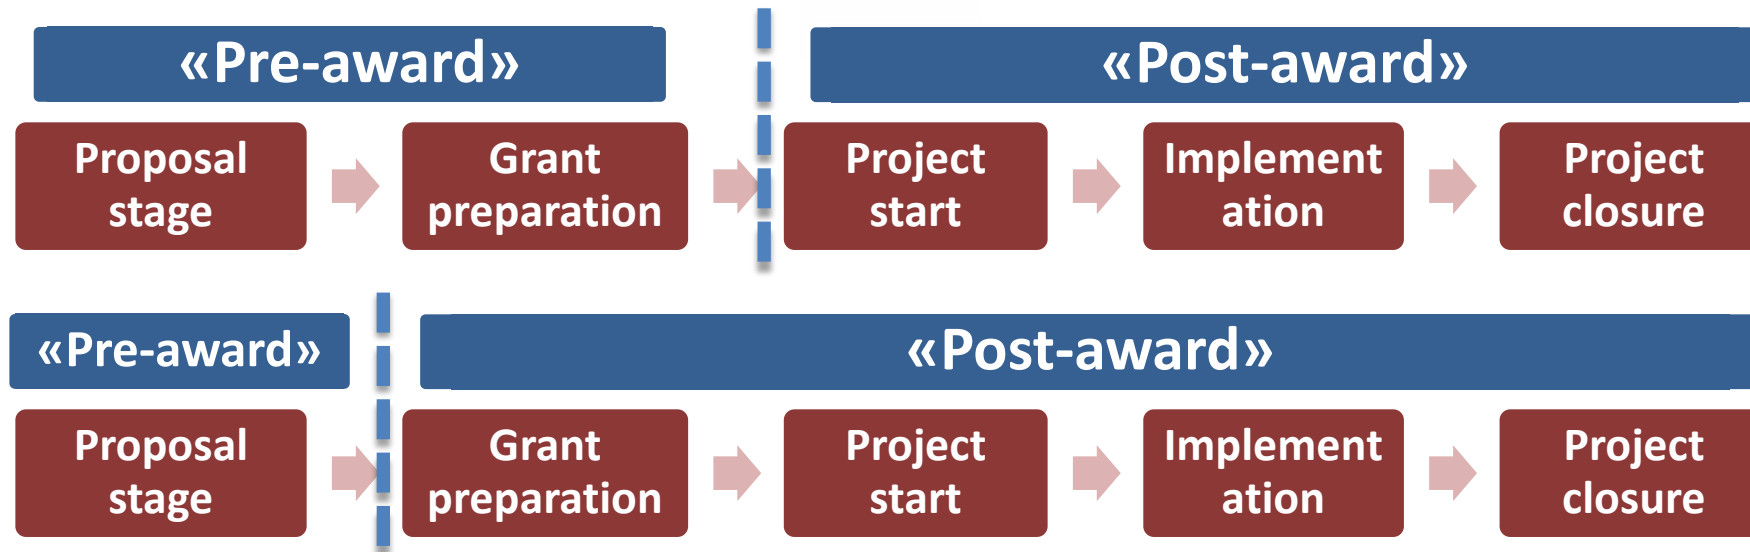 «Pre-award»
«Post-award»
Proposal
stage
Grant
preparation
Project
start
Implement
ation
Project
closure
«Pre-award»
«Post-award»
Proposal
stage
Grant
preparation
Project
start
Implement
ation
Project
closure